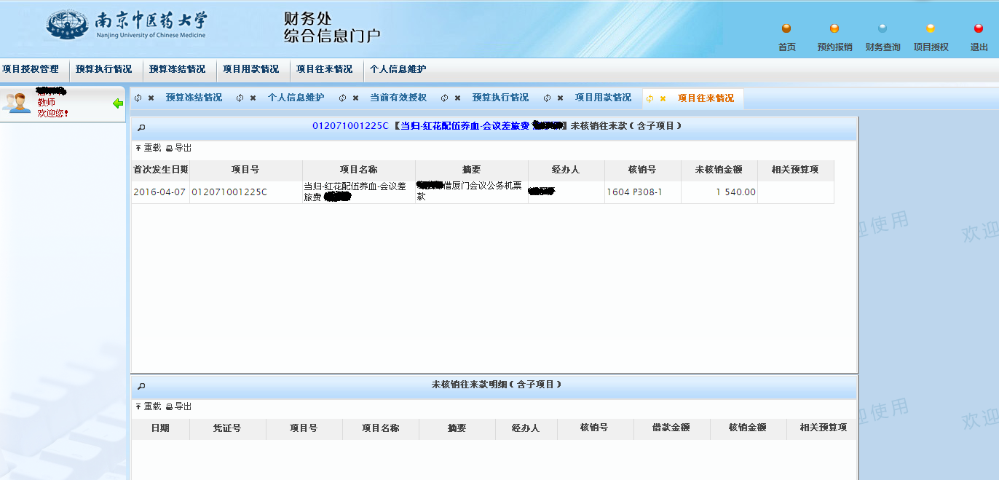 南京中医药大学
Nanjing University of Chinese Medicine
财务处
综合信息门户
首页 预约报销 财务查询 项目授权 退出
项目授权管理 预算执行情况 预算冻结情况 项目用款情况 项目往来情况 个人信息维护
教师
欢迎您!
预算冻结情况 个人信息维护 当前有效授权 预算执行情况 项目用款情况 项目往来情况
012071001225C 【当归-红花配伍养血-会议差旅费 】未核销往来款(含子项目)
重载 导出
首次发生日期 项目号 项目名称 摘要 经办人 核销号 未核销金额 相关预算项
2016-04-07 012071001225C 当归-红花配伍养血-会议差 借厦门会议公务机票 1604 P308-1 1 540.00
旅费 款
迎使用 欢迎
未核销往来款明细(含子项目)
重载 导出
迎使用 欢迎
日期 凭证号 项目号 项目名称 摘要 经办人 核销号 借款金额 核销金额 相关预算项